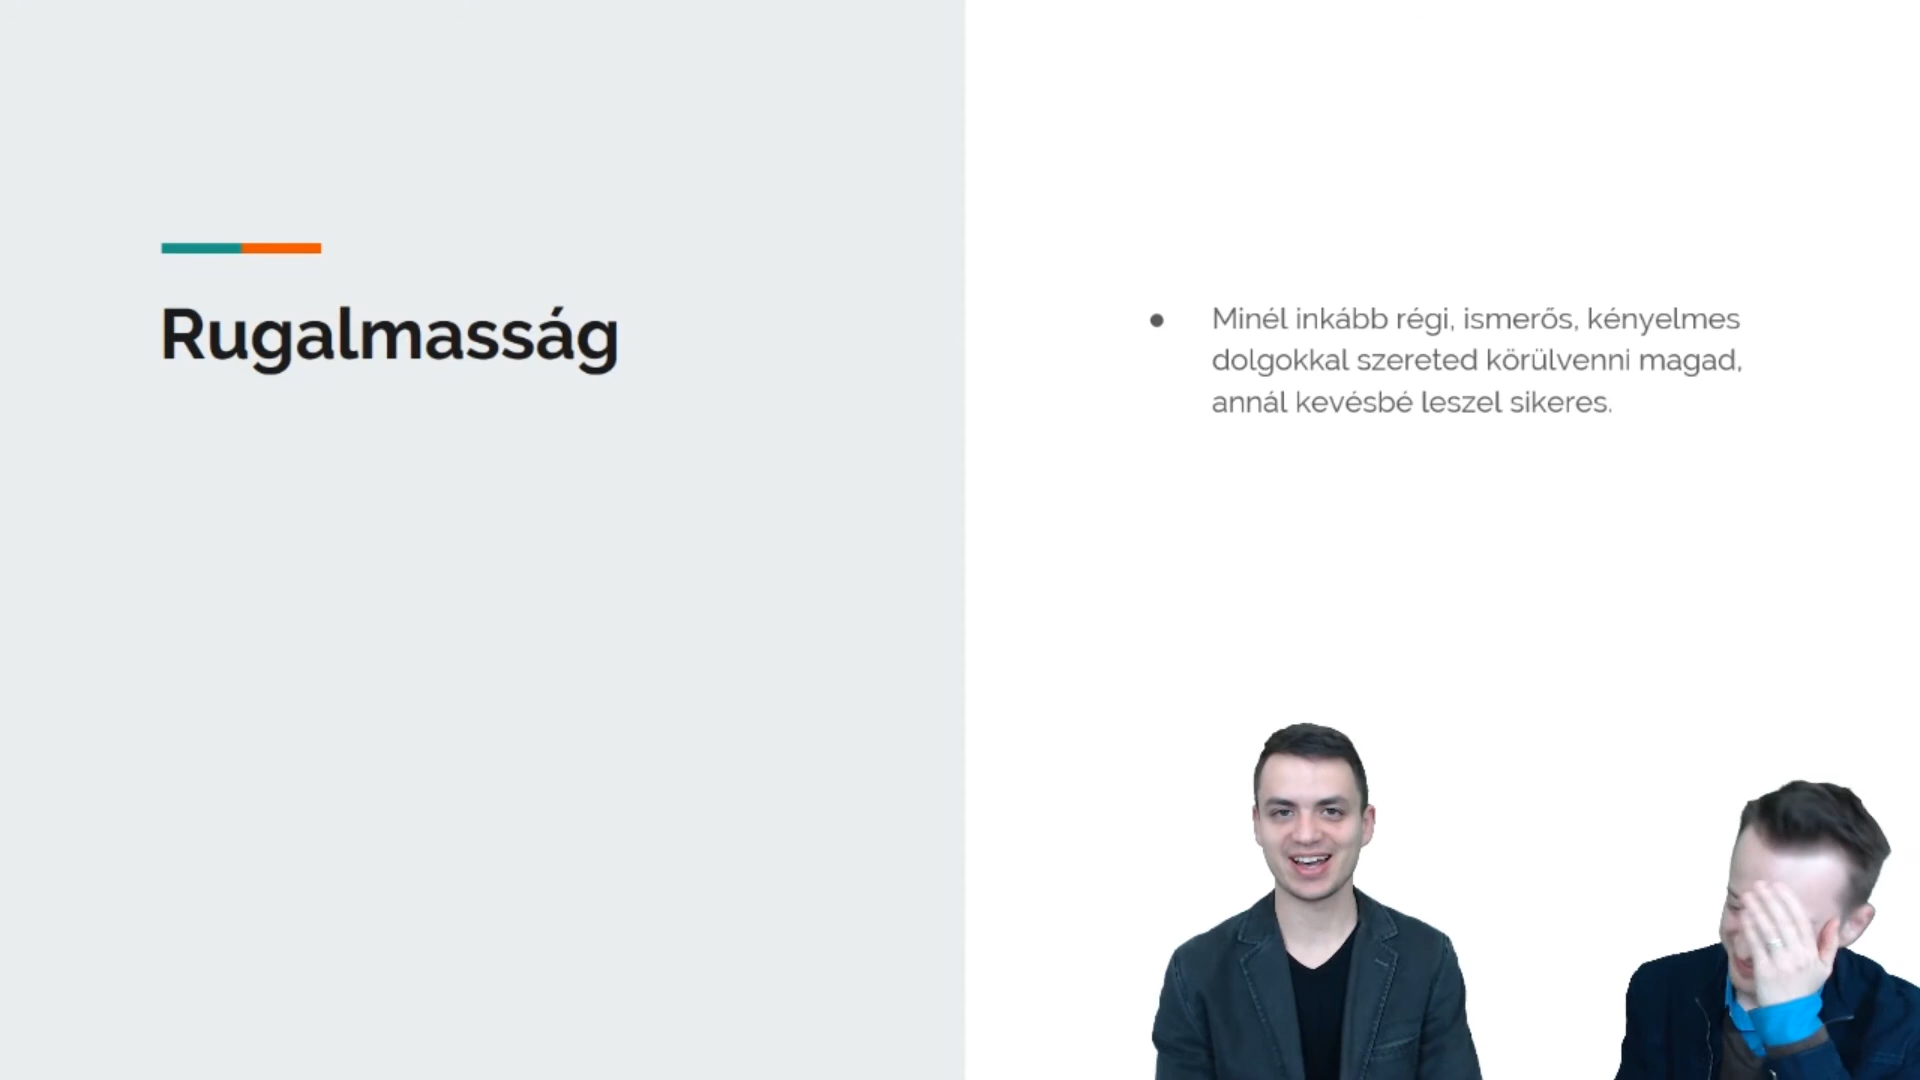 Rugalmasság
Minél inkább régi, ismerős, kényelmes
dolgokkal szereted körülvenni magad,
annál kevésbé leszel sikeres.